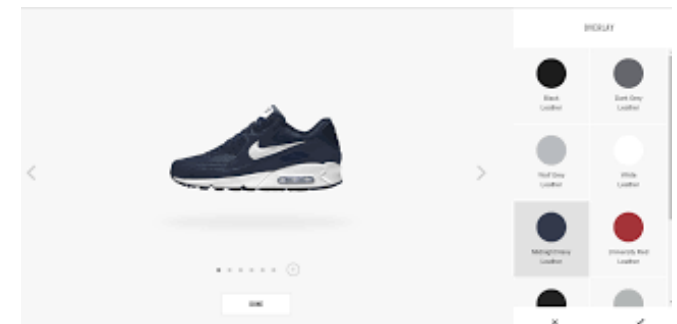 OVERLAY
Black
Leather
Dark Grey
Leather
Wolf Grey
Leather
White
Leather
Midnight Navy
Leather
University Red
Leather
DONE